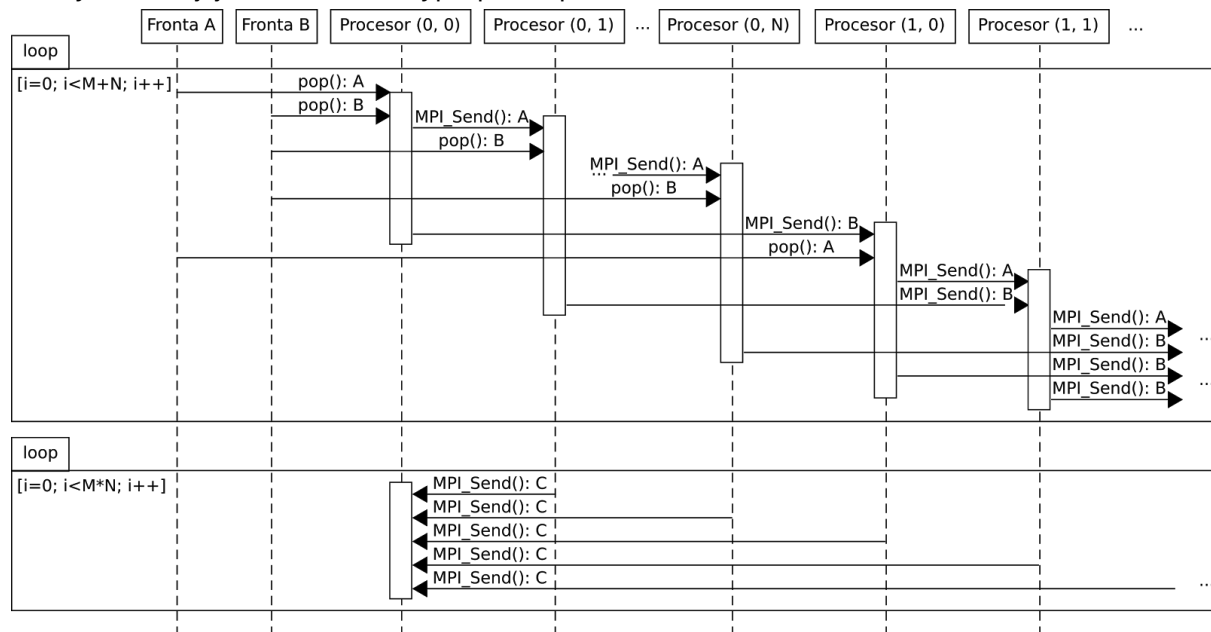 Fronta A
Fronta B
Procesor (0, 0)
Procesor (0, 1)
...
Procesor (0, N)
Procesor (1, 0)
Procesor (1, 1)
...
loop
[i=0; i<M+N; i++]
pop(): A
pop(): B
MPI_Send(): A
pop(): B
MPI_Send(): A
...
pop(): B
MPI_Send(): B
pop(): A
MPI_Send(): A
MPI_Send(): B
MPI_Send(): A
...
MPI_Send(): B
MPI_Send(): B
...
MPI_Send(): B
loop
[i=0; i<M*N; i++]
MPI_Send(): C
MPI_Send(): C
MPI_Send(): C
MPI_Send(): C
MPI_Send(): C
...